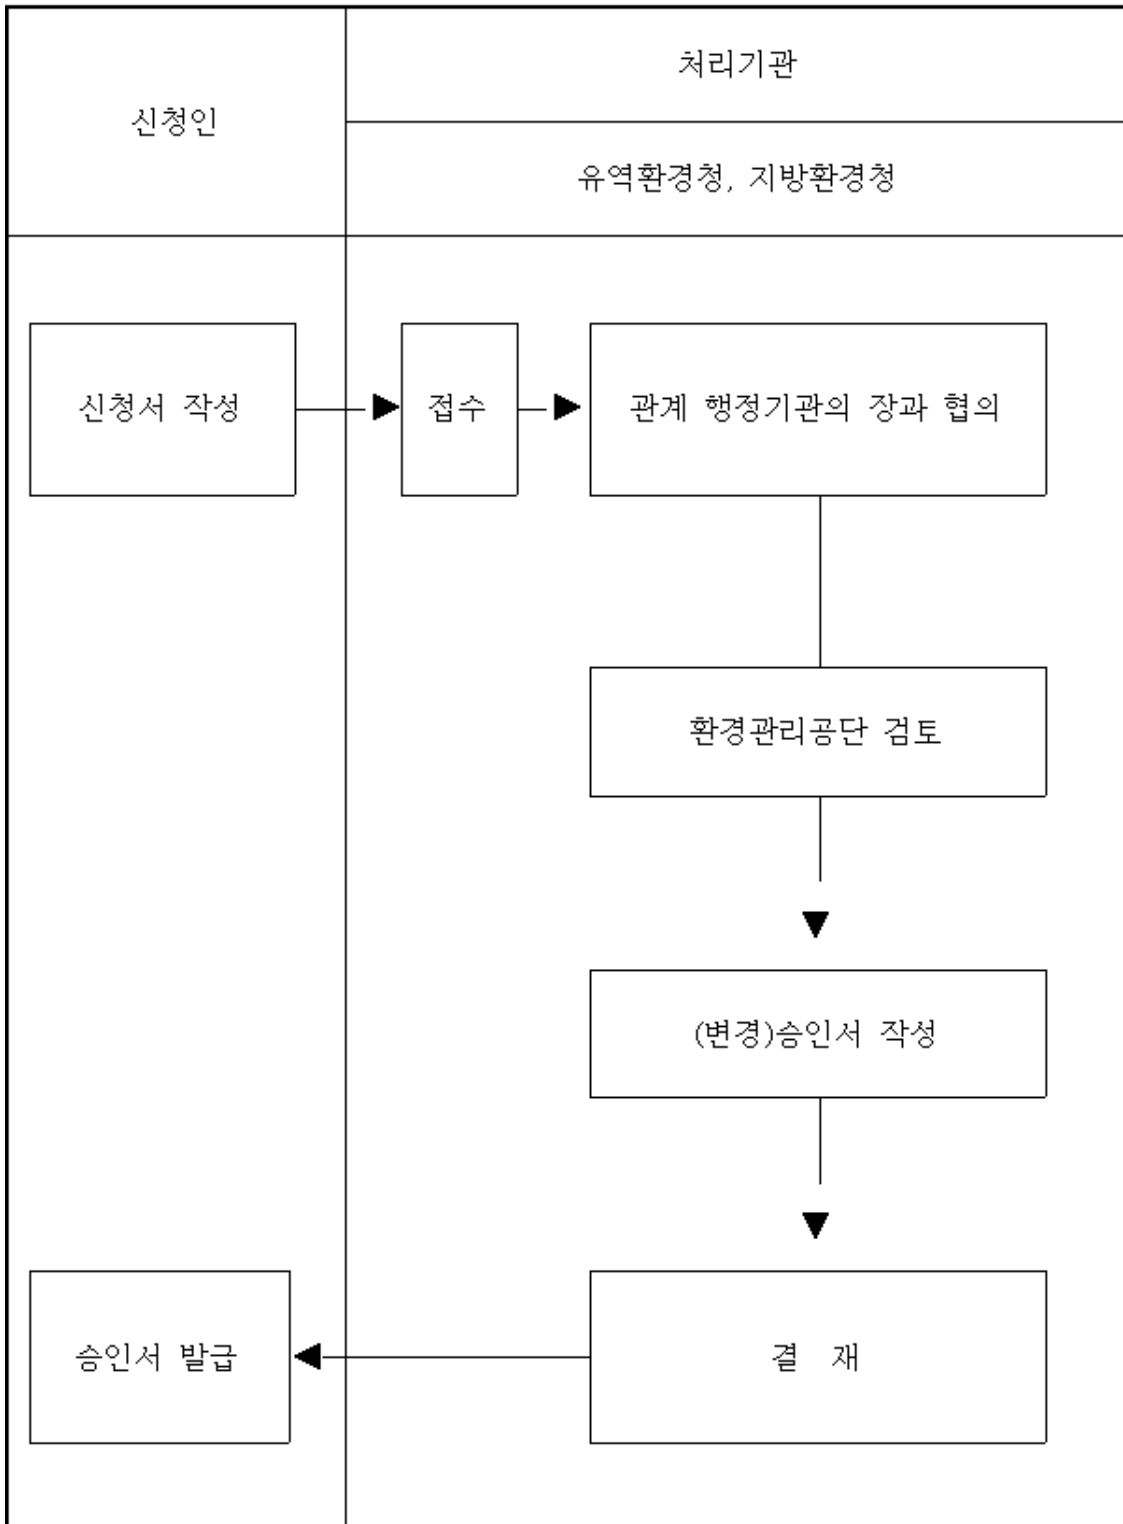 신청인
처리기관
유역환경청, 지방환경청
신청서 작성
접수
관계 행정기관의 장과 협의
환경관리공단 검토
(변경)승인서 작성
결 재
승인서 발급